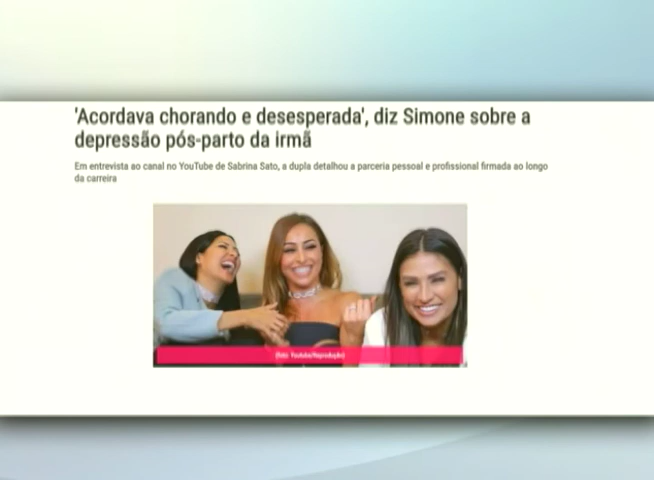 'Acordava chorando e desesperada', diz Simone sobre a
depressão pós-parto da irmã
Em entrevista ao canal no YouTube de Sabrina Sato, a dupla detalhou a parceria pessoal e profissional firmada ao longo
da carreira
(foto: Youtube/Reprodução)